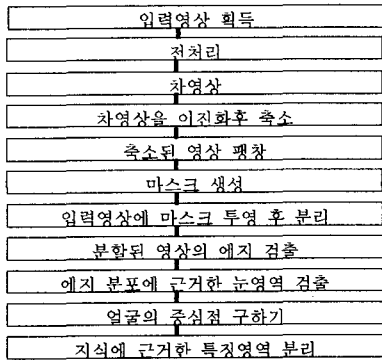 입력영상 획득
전처리
차영상
차영상을 이진화후 축소
축소된 영상 팽창
마스크 생성
입력영상에 마스크 투영 후 분리
분할된 영상의 에지 검출
에지 분포에 근거한 눈영역 검출
얼굴의 중심점 구하기
지식에 근거한 특징영역 분리